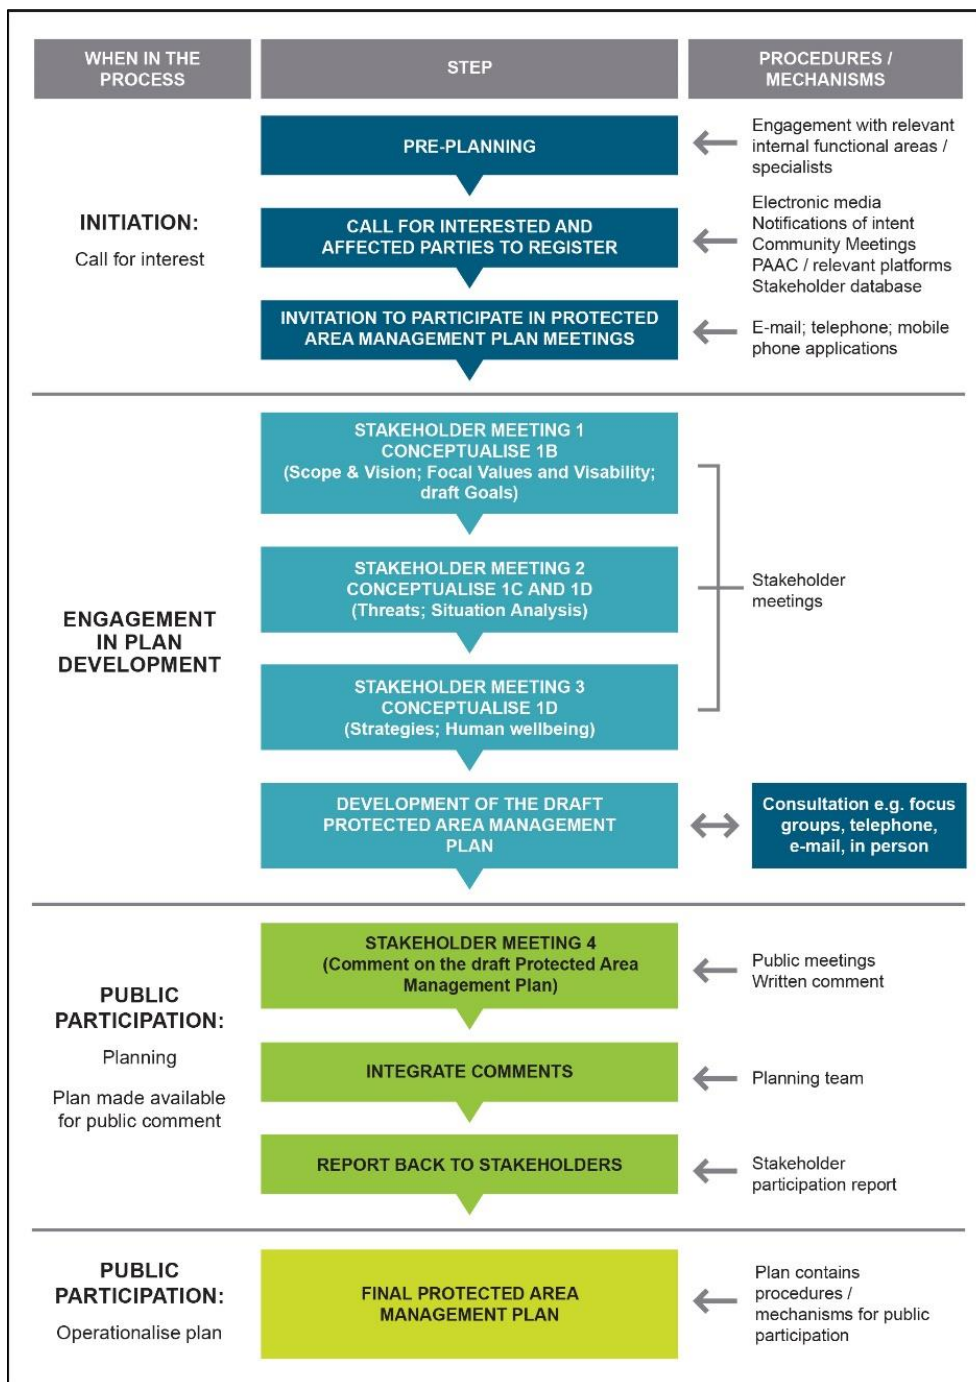 WHEN IN THE
PROCESS
STEP
PROCEDURES /
MECHANISMS
INITIATION:
Call for interest
PRE-PLANNING
Engagement with relevant
internal functional areas /
specialists
CALL FOR INTERESTED AND
AFFECTED PARTIES TO REGISTER
Electronic media
Notifications of intent
Community Meetings
PAAC / relevant platforms
Stakeholder database
INVITATION TO PARTICIPATE IN PROTECTED
AREA MANAGEMENT PLAN MEETINGS
E-mail; telephone; mobile
phone applications
ENGAGEMENT
IN PLAN
DEVELOPMENT
STAKEHOLDER MEETING 1
CONCEPTUALISE 1B
(Scope & Vision; Focal Values and Visability;
draft Goals)
STAKEHOLDER MEETING 2
CONCEPTUALISE 1C AND 1D
(Threats; Situation Analysis)
STAKEHOLDER MEETING 3
CONCEPTUALISE 1D
(Strategies; Human wellbeing)
Stakeholder
meetings
DEVELOPMENT OF THE DRAFT
PROTECTED AREA MANAGEMENT
PLAN
Consultation e.g. focus
groups, telephone,
e-mail, in person
PUBLIC
PARTICIPATION:
Planning
Plan made available
for public comment
STAKEHOLDER MEETING 4
(Comment on the draft Protected Area
Management Plan)
Public meetings
Written comment
INTEGRATE COMMENTS
Planning team
REPORT BACK TO STAKEHOLDERS
Stakeholder
participation report
PUBLIC
PARTICIPATION:
Operationalise plan
FINAL PROTECTED AREA
MANAGEMENT PLAN
Plan contains
procedures /
mechanisms for public
participation